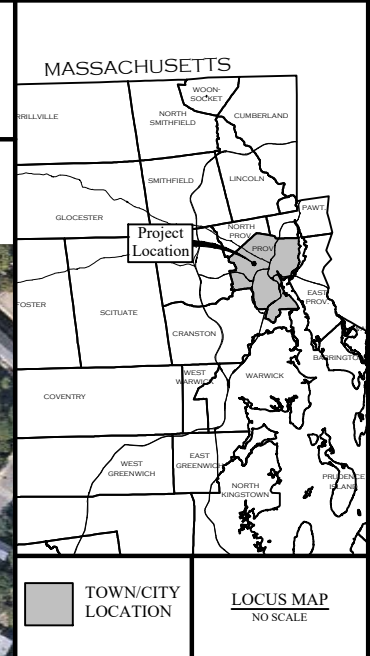 MASSACHUSETTS
WOON-
SOCKET
RRILLVILLE
NORTH
SMITHFIELD
CUMBERLAND
SMITHFIELD
LINCOLN
PAWT.
GLOCESTER
Project
Location
NORTH
PROV.
PROV
FOSTER
SCITUATE
EAST
PROV.
CRANSTON
BARRINGTON
WEST
WARWICK
WARWICK
COVENTRY
WEST
GREENWICH
EAST
GREENWICH
NORTH
KINGSTOWN
PRUDENCE
ISLAND
TOWN/CITY
LOCATION
LOCUS MAP
NO SCALE